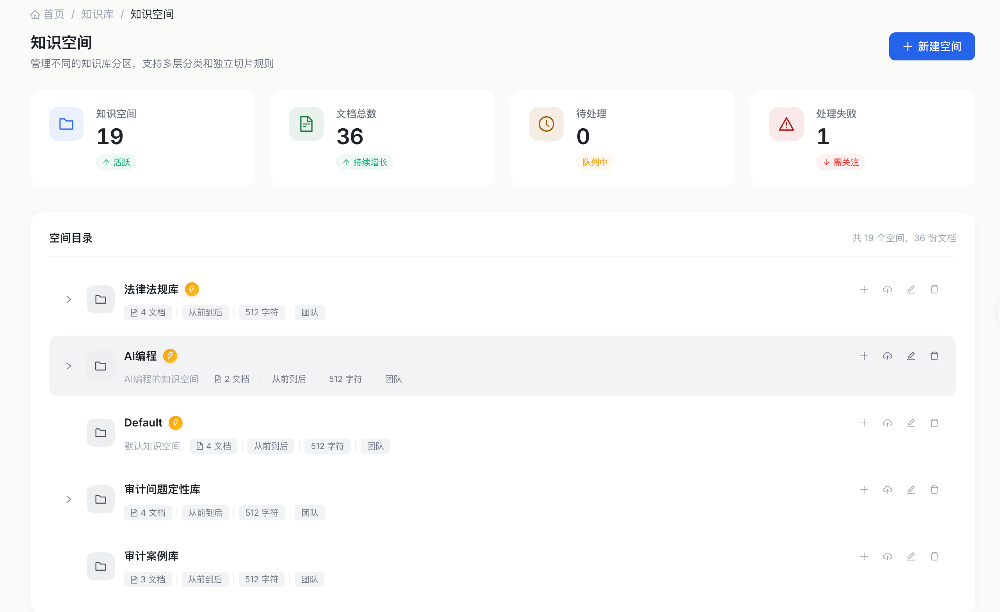 首页 / 知识库 / 知识空间
知识空间
新建空间
管理不同的知识库分区，支持多层分类和独立切片规则
知识空间
19
活跃
文档总数
36
持续增长
待处理
0
队列中
处理失败
1
需关注
空间目录
共 19 个空间，36 份文档
法律法规库
4 文档 从前到后 512 字符 团队
AI编程
AI编程的知识空间 2 文档 从前到后 512 字符 团队
Default
默认知识空间 4 文档 从前到后 512 字符 团队
审计问题定性库
4 文档 从前到后 512 字符 团队
审计案例库
3 文档 从前到后 512 字符 团队